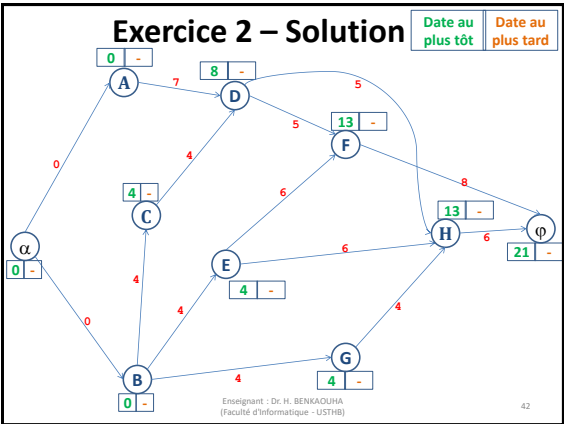 Exercice 2 – Solution
Date au plus tôt
Date au plus tard
0 -
A
7
8 -
D
5
5
13 -
F
0
4
6
8
4 -
C
13 -
H
6
φ
21 -
α
0 -
E
6
4 -
4
4
0
4
G
4 -
B
4
0 -
Enseignant : Dr. H. BENKAOUHA
(Faculté d'Informatique - USTHB)
42